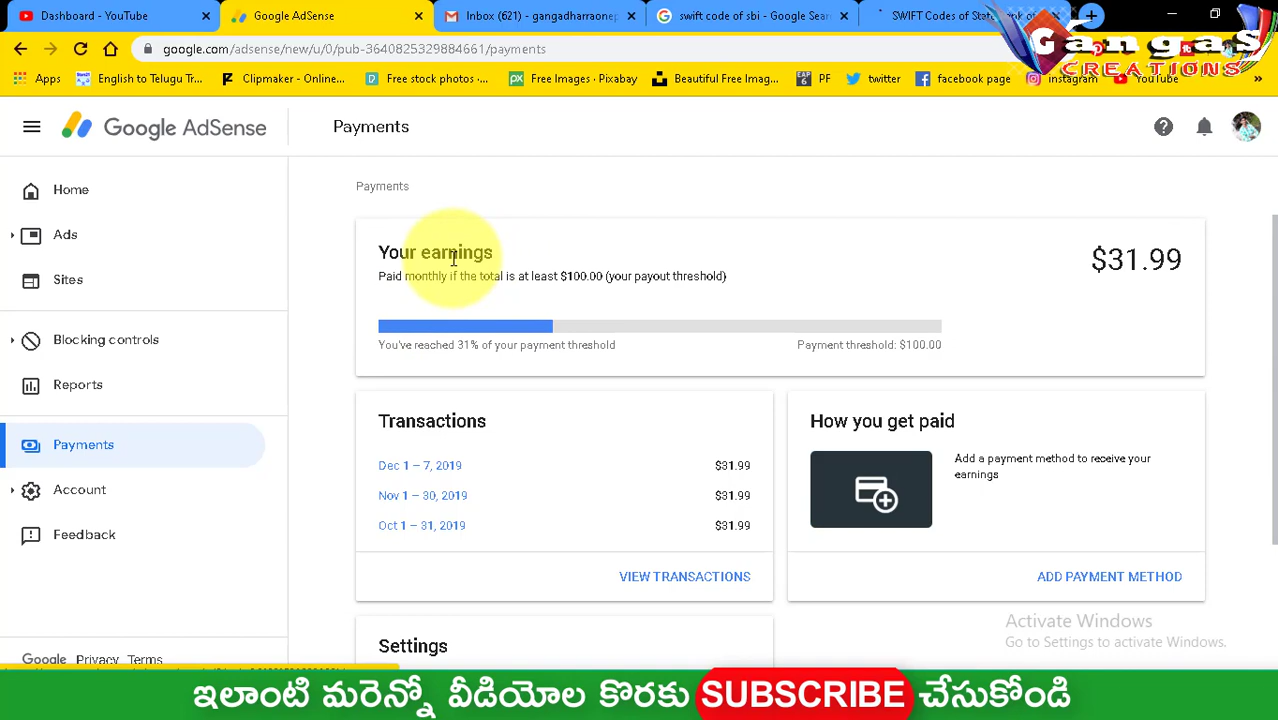 Dashboard - YouTube
Google AdSense
Inbox (621) - gangadharraonep
swift code of sbi - Google Sear
SWIFT Codes of State Bank of
google.com/adsense/new/u/0/pub-3640825329884661/payments
GangaS
CREATIONS
Apps
English to Telugu Tr...
Clipmaker - Online...
Free stock photos ·...
Free Images · Pixabay
Beautiful Free Imag...
PF
twitter
facebook page
Instagram
YouTube
Google AdSense
Payments
Home
Ads
Sites
Blocking controls
Reports
Payments
Account
Feedback
Google Privacy Terms
Payments
Your earnings
$31.99
Paid monthly if the total is at least $100.00 (your payout threshold)
You've reached 31% of your payment threshold
Payment threshold: $100.00
Transactions
Dec 1 – 7, 2019 $31.99
Nov 1 – 30, 2019 $31.99
Oct 1 – 31, 2019 $31.99
VIEW TRANSACTIONS
How you get paid
Add a payment method to receive your
earnings
ADD PAYMENT METHOD
Settings
Activate Windows
Go to Settings to activate Windows.
ఇలాంటి మరెన్నో వీడియోల కొరకు SUBSCRIBE చేసుకోండి